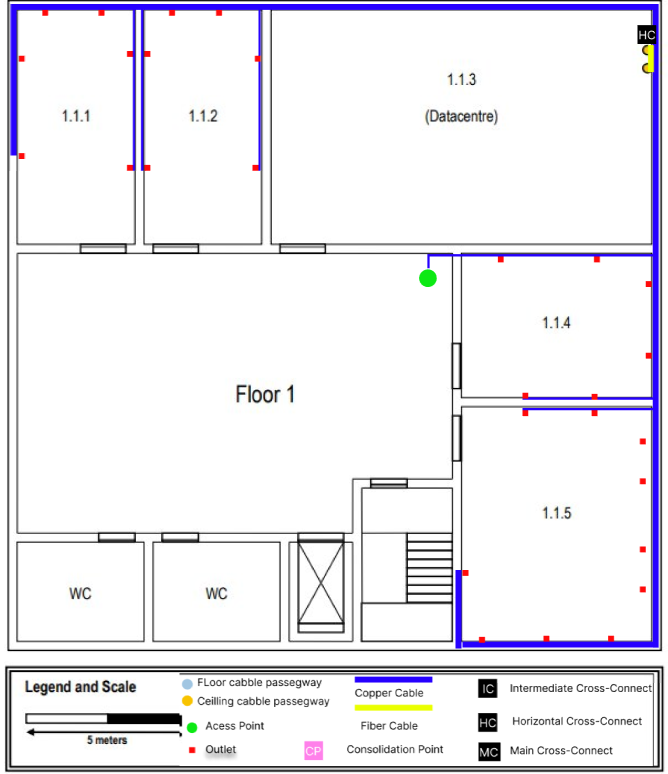 HC
1.1.1
1.1.2
1.1.3
(Datacentre)
1.1.4
Floor 1
1.1.5
WC
WC
Legend and Scale
5 meters
FLoor cabble passegway
Ceilling cabble passegway
Acess Point
Outlet
Copper Cable
Fiber Cable
CP
Consolidation Point
IC
Intermediate Cross-Connect
HC
Horizontal Cross-Connect
MC
Main Cross-Connect